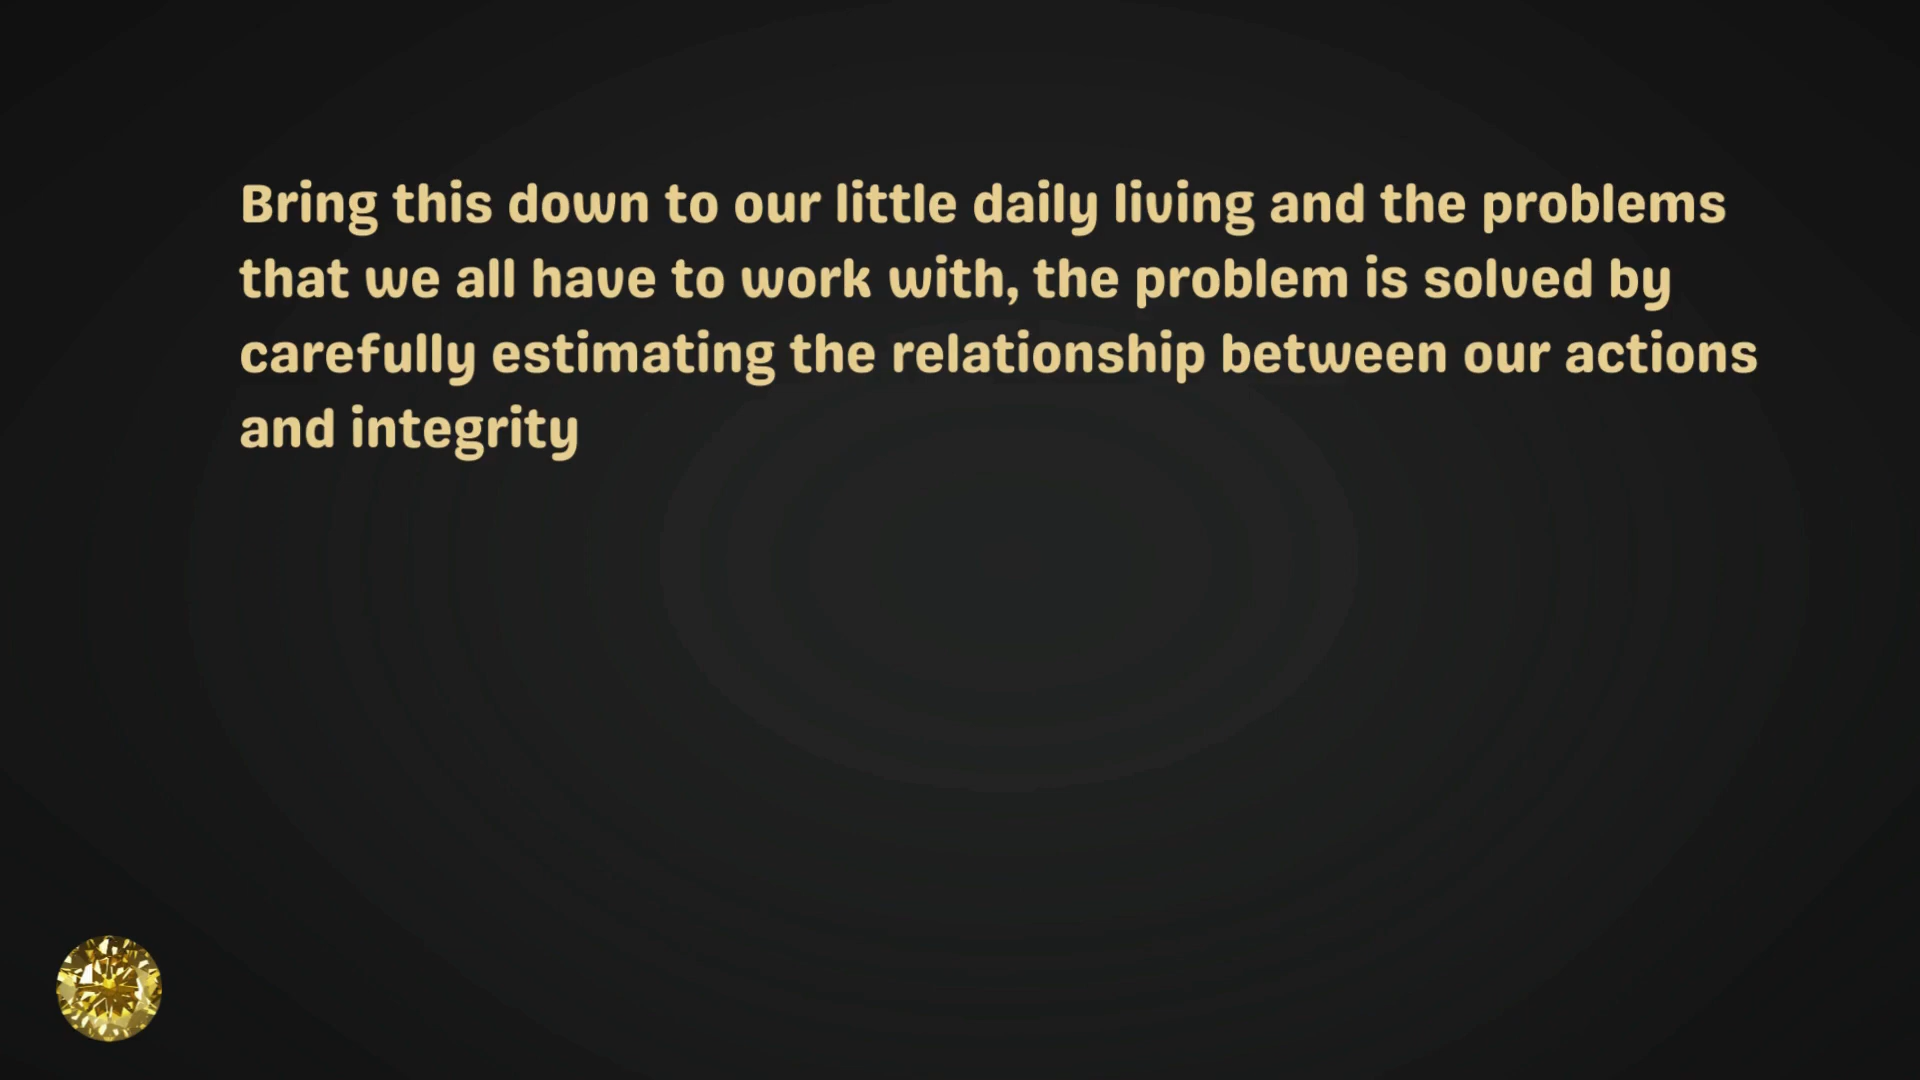 Bring this down to our little daily living and the problems
that we all have to work with, the problem is solved by
carefully estimating the relationship between our actions
and integrity